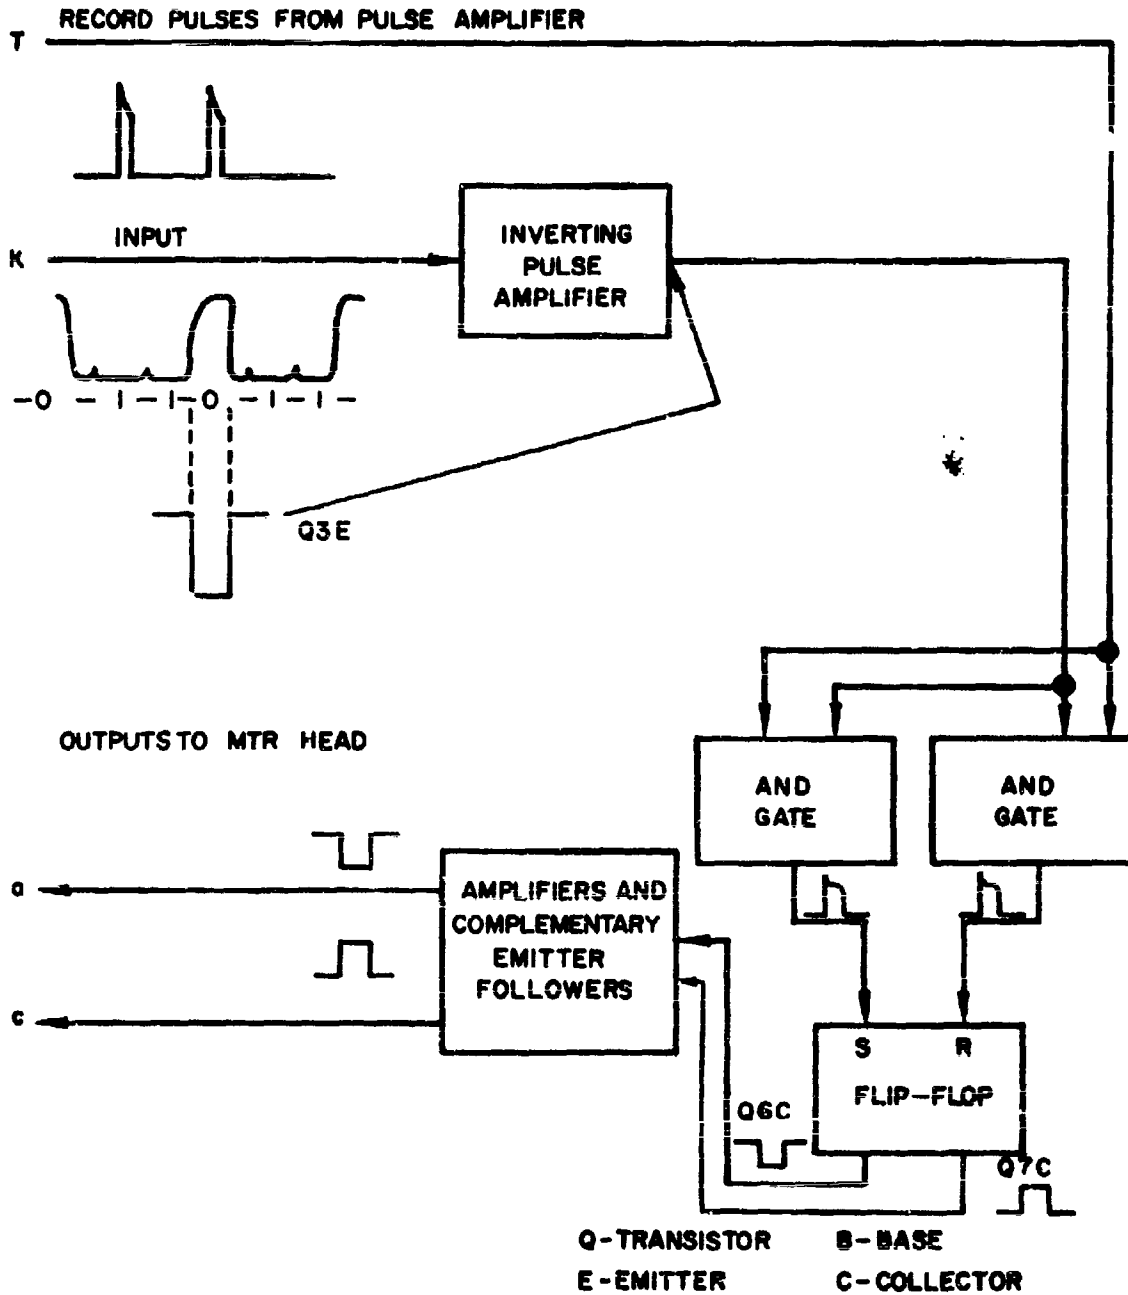 RECORD PULSES FROM PULSE AMPLIFIER
T
INPUT
K
INVERTING
PULSE
AMPLIFIER
-0 - 1 - 1 - 0 - 1 - 1 -
Q3E
OUTPUTS TO MTR HEAD
AND
GATE
AND
GATE
a
AMPLIFIERS AND
COMPLEMENTARY
EMITTER
FOLLOWERS
c
S R
FLIP-FLOP
Q6C
Q7C
Q-TRANSISTOR B-BASE
E-EMITTER C-COLLECTOR